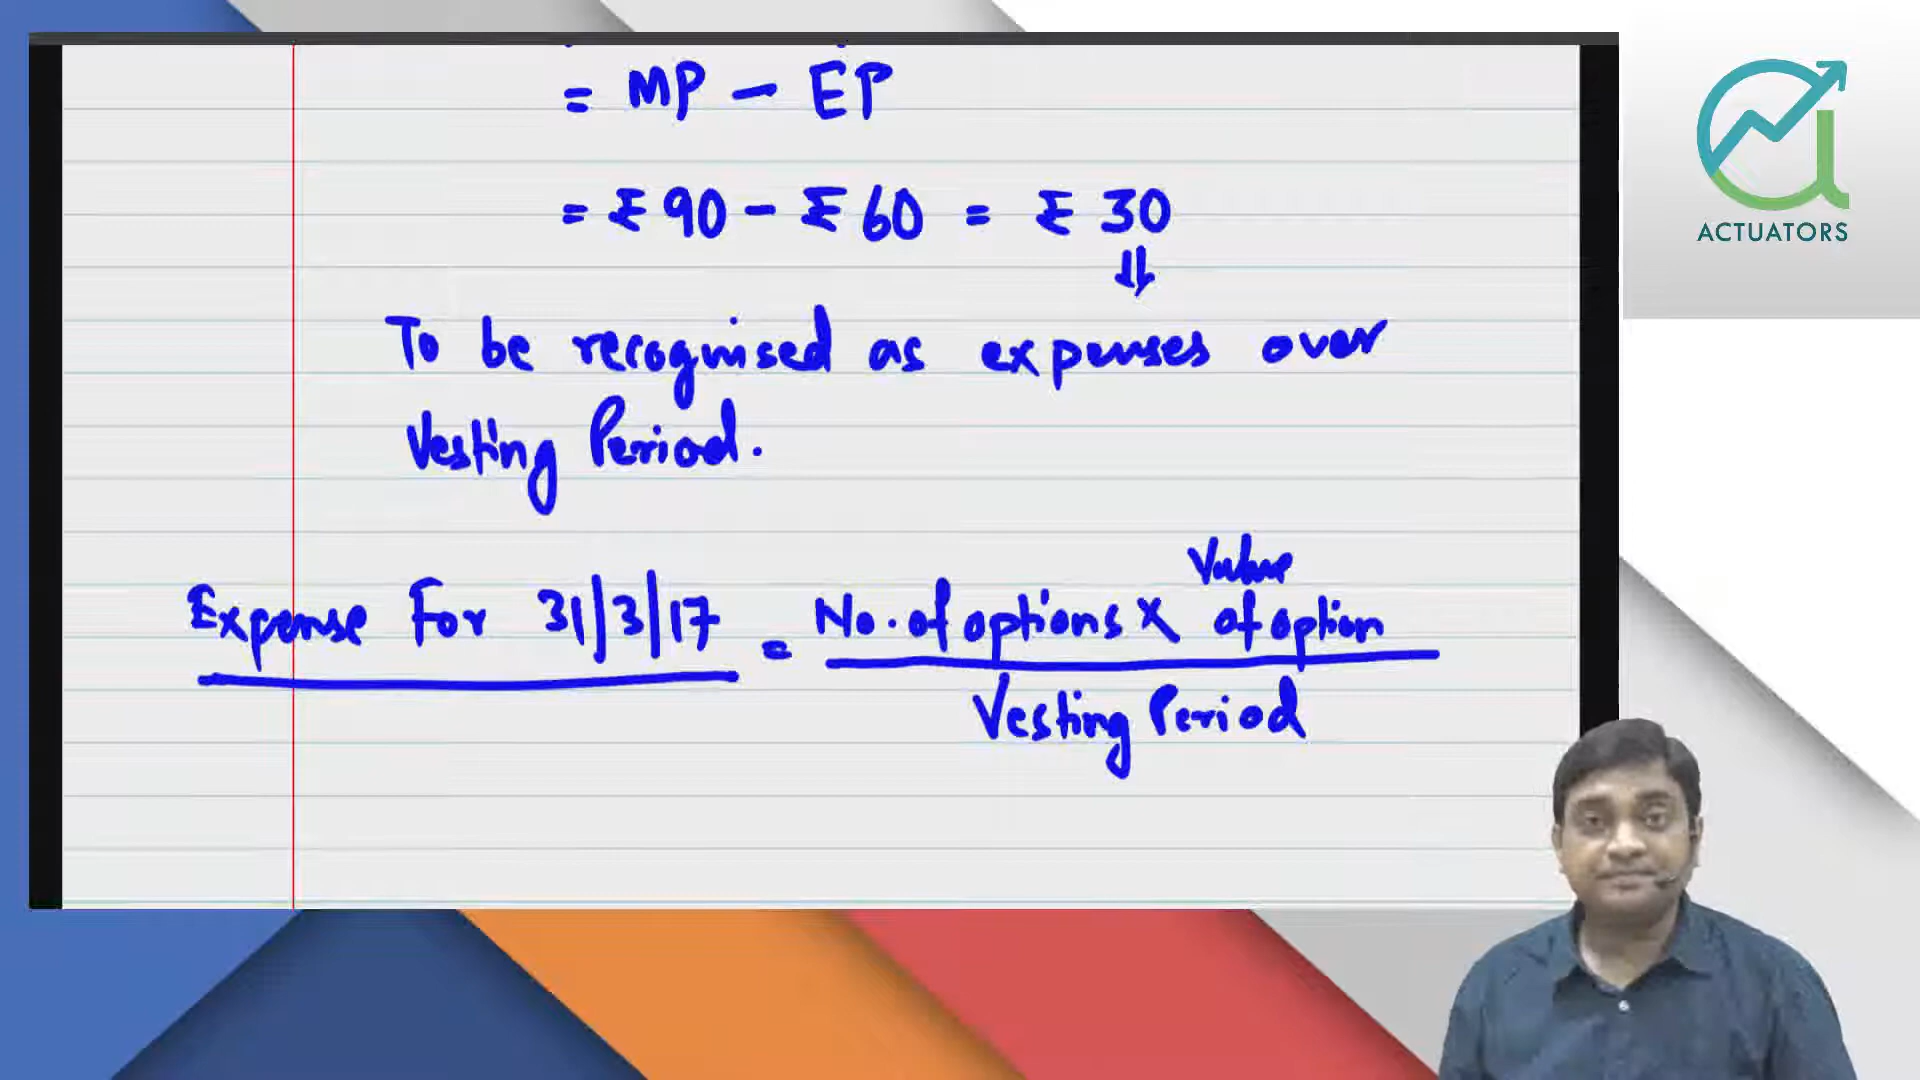 = MP - EP
= ₹ 90 - ₹ 60 = ₹ 30
⇓
To be recognised as expenses over
Vesting Period.
Expense For 31/3/17 = No. of options X Value of option
Vesting Period
ACTUATORS